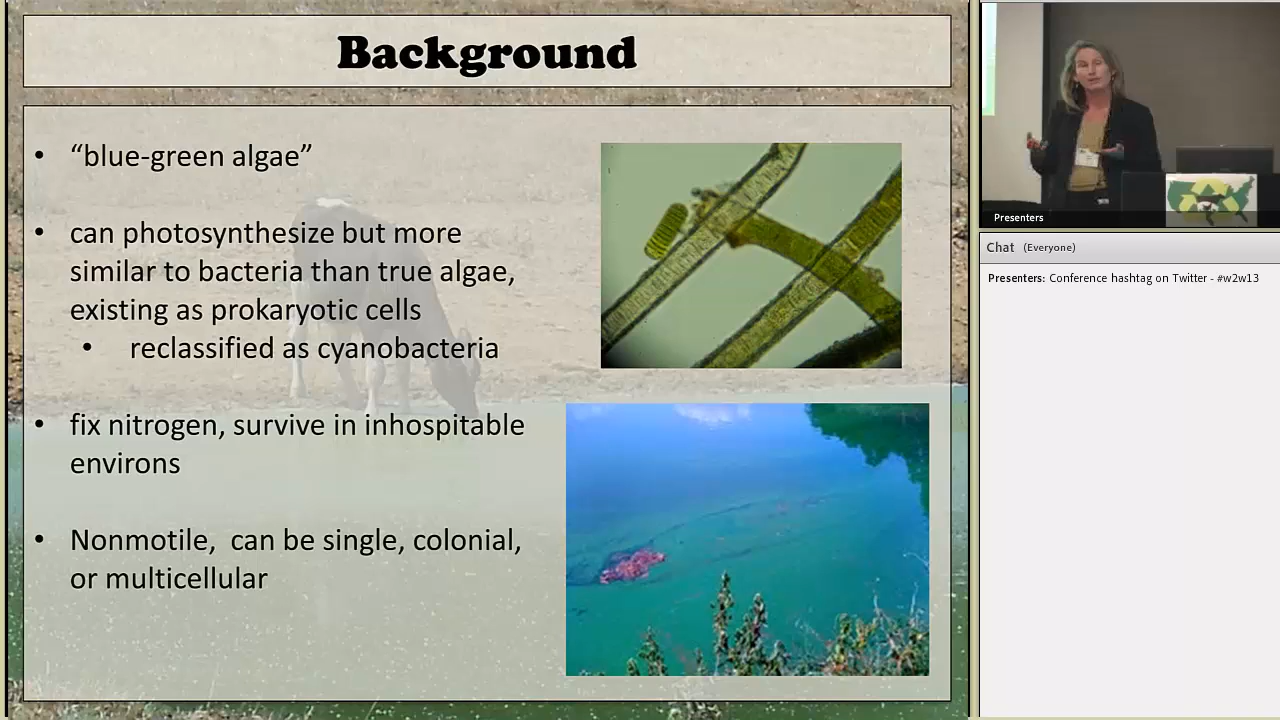 Background
• “blue-green algae”
• can photosynthesize but more
similar to bacteria than true algae,
existing as prokaryotic cells
• reclassified as cyanobacteria
• fix nitrogen, survive in inhospitable
environs
• Nonmotile,  can be single, colonial,
or multicellular
Presenters
Chat (Everyone)
Presenters: Conference hashtag on Twitter - #w2w13